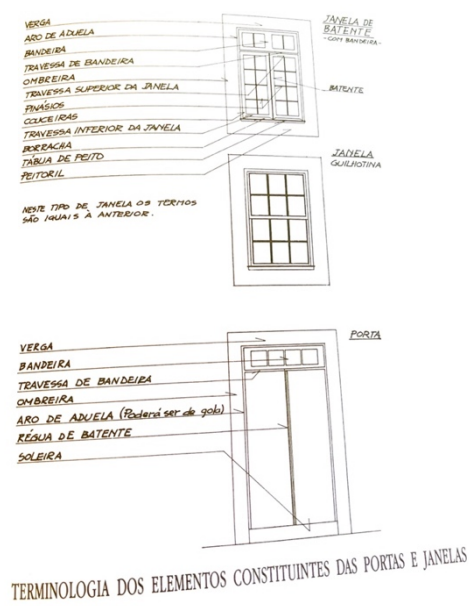 VERGA
ARO DE ADUELA
BANDEIRA
TRAVESSA DE BANDEIRA
OMBREIRA
TRAVESSA SUPERIOR DA JANELA
PINÁSIOS
COUCEIRAS
TRAVESSA INFERIOR DA JANELA
BORRACHA
TÁBUA DE PEITO
PEITORIL
JANELA DE
BATENTE
-COM BANDEIRA-
BATENTE
JANELA
GUILHOTINA
NESTE TIPO DE JANELA OS TERMOS
SÃO IGUAIS À ANTERIOR.
PORTA
VERGA
BANDEIRA
TRAVESSA DE BANDEIRA
OMBREIRA
ARO DE ADUELA (Poderá ser de gola)
RÉGUA DE BATENTE
SOLEIRA
TERMINOLOGIA DOS ELEMENTOS CONSTITUINTES DAS PORTAS E JANELAS